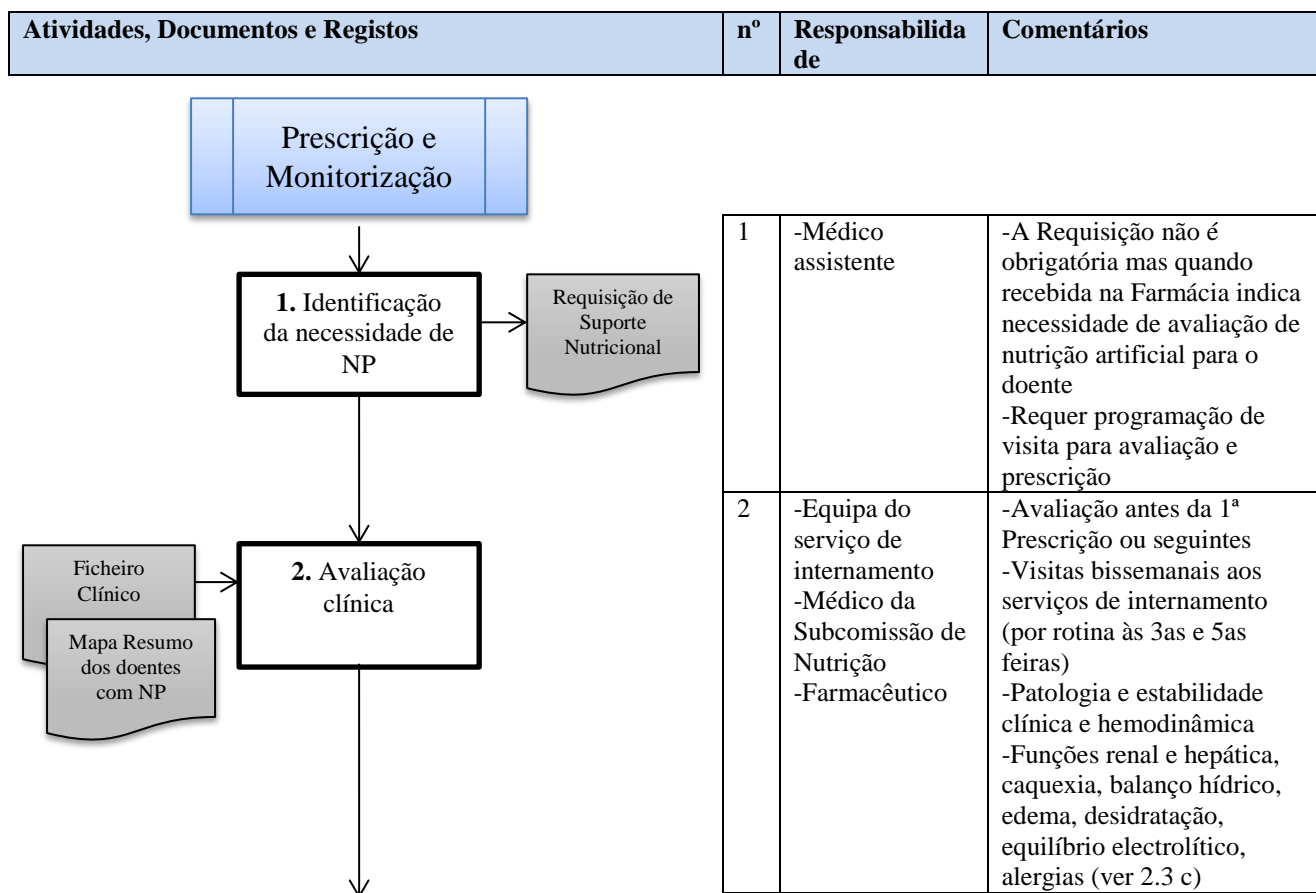 Atividades, Documentos e Registos
nº
Responsabilida
de
Comentários
Prescrição e
Monitorização
1. Identificação
da necessidade de
NP
Requisição de
Suporte
Nutricional
1
-Médico
assistente
-A Requisição não é
obrigatória mas quando
recebida na Farmácia indica
necessidade de avaliação de
nutrição artificial para o
doente
-Requer programação de
visita para avaliação e
prescrição
Ficheiro
Clínico
Mapa Resumo
dos doentes
com NP
2. Avaliação
clínica
2
-Equipa do
serviço de
internamento
-Médico da
Subcomissão de
Nutrição
-Farmacêutico
-Avaliação antes da 1ª
Prescrição ou seguintes
-Visitas bissemanais aos
serviços de internamento
(por rotina às 3as e 5as
feiras)
-Patologia e estabilidade
clínica e hemodinâmica
-Funções renal e hepática,
caquexia, balanço hídrico,
edema, desidratação,
equilíbrio electrolítico,
alergias (ver 2.3 c)